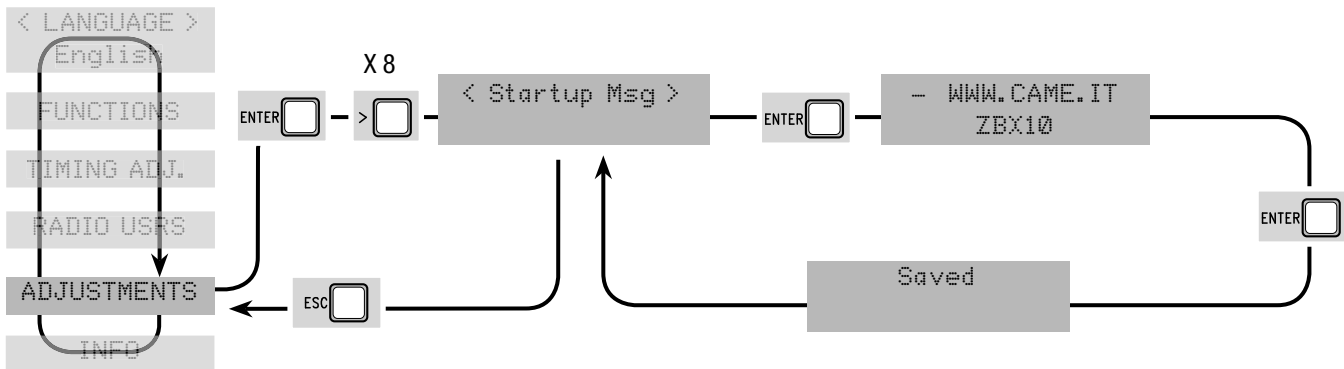 < LANGUAGE >
English
FUNCTIONS
TIMING ADJ.
RADIO USRS
ADJUSTMENTS
INFO
ENTER
X 8
>
< Startup Msg >
ENTER
– WWW.CAME.IT
ZBX10
ENTER
Saved
ESC